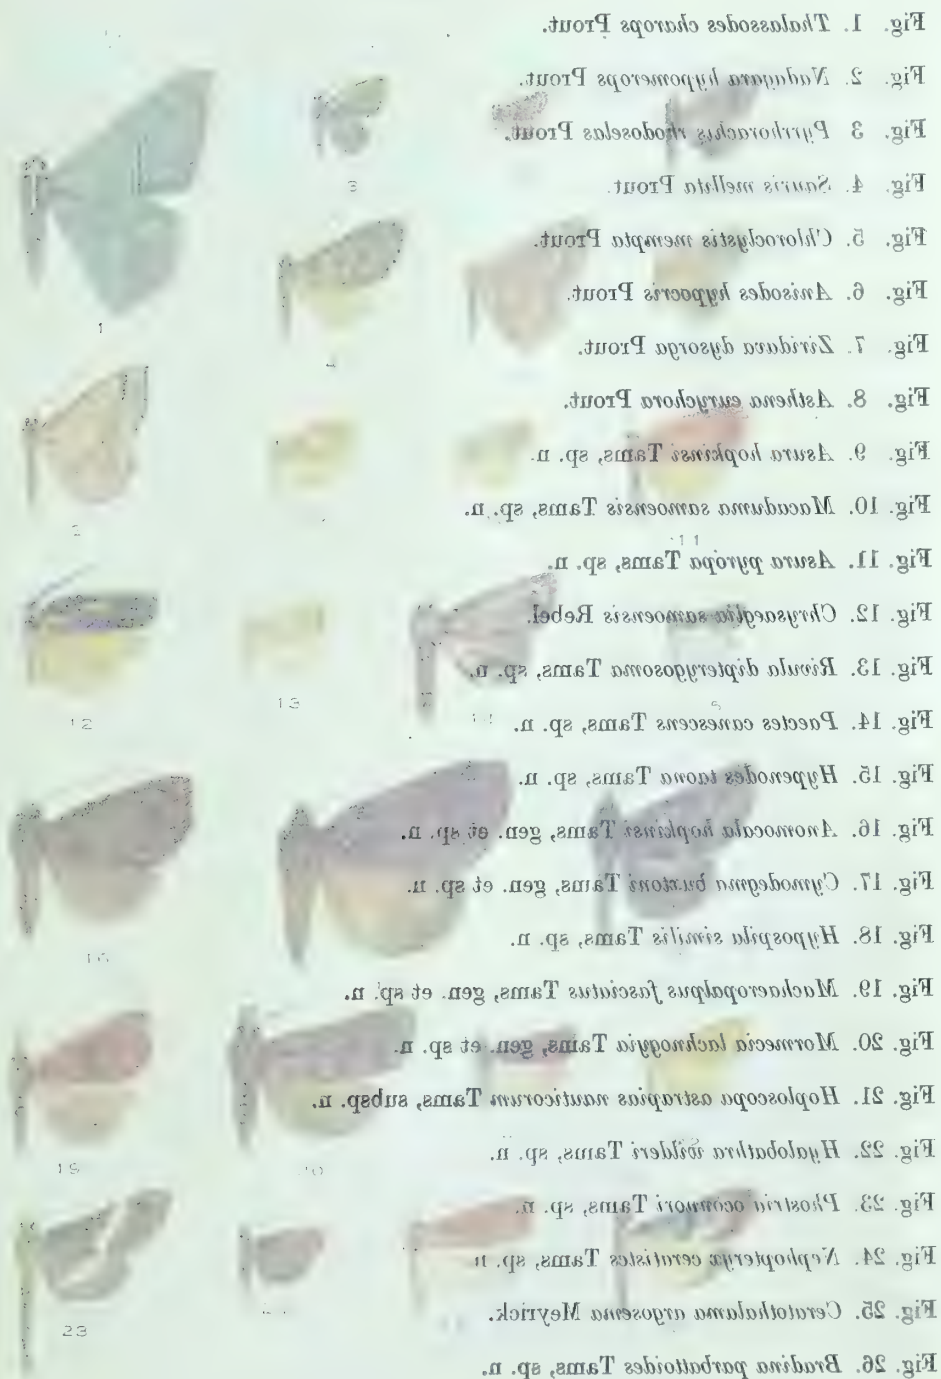 Fig. 1. Thalassodes charops Prout.
Fig. 2. Nadagara hypomerops Prout.
Fig. 3 Pyrrhorachis rhodoselas Prout.
Fig. 4. Sauris mellita Prout.
Fig. 5. Chloroclystis mempta Prout.
Fig. 6. Anisodes hypocris Prout.
Fig. 7. Ziridava dysorga Prout.
Fig. 8. Asthena eurychora Prout.
Fig. 9. Asura hopkinsi Tams, sp. n.
Fig. 10. Macaduma samoensis Tams, sp. n.
Fig. 11. Asura pyropa Tams, sp. n.
Fig. 12. Chrysaeglia samoensis Rebel.
Fig. 13. Rivula dipterygosoma Tams, sp. n.
Fig. 14. Paectes canescens Tams, sp. n.
Fig. 15. Hypenodes taona Tams, sp. n.
Fig. 16. Anomocala hopkinsi Tams, gen. et sp. n.
Fig. 17. Cymodegma buxtoni Tams, gen. et sp. n.
Fig. 18. Hypospila similis Tams, sp. n.
Fig. 19. Machaeropalpus fasciatus Tams, gen. et sp. n.
Fig. 20. Mormecia lachnogyia Tams, gen. et sp. n.
Fig. 21. Hoploscopa astrapias nauticorum Tams, subsp. n.
Fig. 22. Hyalobathra wilderi Tams, sp. n.
Fig. 23. Phostria oconnori Tams, sp. n.
Fig. 24. Nephopteryx ceratistes Tams, sp. n
Fig. 25. Ceratothalama argosema Meyrick.
Fig. 26. Bradina parbattoides Tams, sp. n.
1
3
4
2
11
12
13
16
19
23